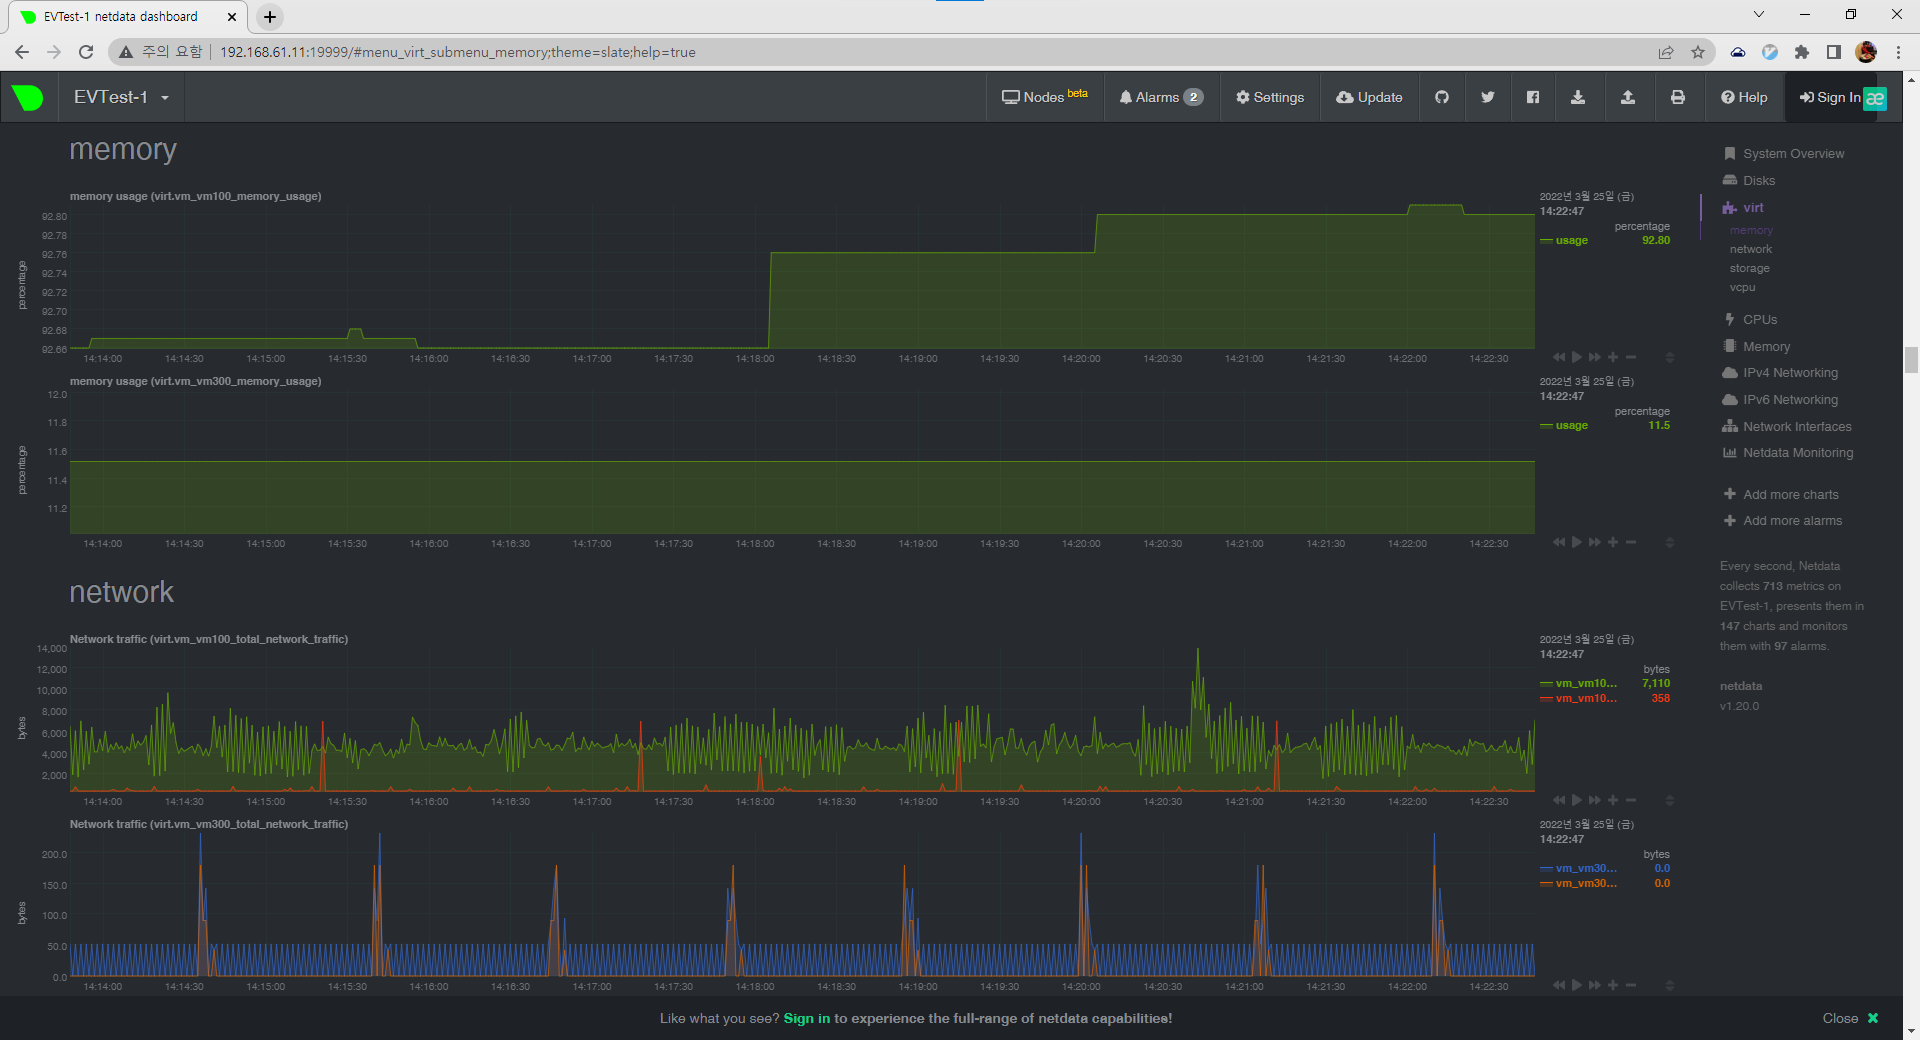 EVTest-1 netdata dashboard
주의 요함 192.168.61.11:19999/#menu_virt_submenu_memory;theme=slate;help=true
EVTest-1 Nodes beta Alarms 2 Settings Update Help Sign In æ
memory
memory usage (virt.vm_vm100_memory_usage)
percentage
92.80
92.78
92.76
92.74
92.72
92.70
92.68
92.66
14:14:00 14:14:30 14:15:00 14:15:30 14:16:00 14:16:30 14:17:00 14:17:30 14:18:00 14:18:30 14:19:00 14:19:30 14:20:00 14:20:30 14:21:00 14:21:30 14:22:00 14:22:30
2022년 3월 25일 (금)
14:22:47
percentage
usage 92.80
memory usage (virt.vm_vm300_memory_usage)
percentage
12.0
11.8
11.6
11.4
11.2
14:14:00 14:14:30 14:15:00 14:15:30 14:16:00 14:16:30 14:17:00 14:17:30 14:18:00 14:18:30 14:19:00 14:19:30 14:20:00 14:20:30 14:21:00 14:21:30 14:22:00 14:22:30
2022년 3월 25일 (금)
14:22:47
percentage
usage 11.5
network
Network traffic (virt.vm_vm100_total_network_traffic)
bytes
14,000
12,000
10,000
8,000
6,000
4,000
2,000
14:14:00 14:14:30 14:15:00 14:15:30 14:16:00 14:16:30 14:17:00 14:17:30 14:18:00 14:18:30 14:19:00 14:19:30 14:20:00 14:20:30 14:21:00 14:21:30 14:22:00 14:22:30
2022년 3월 25일 (금)
14:22:47
bytes
vm_vm10... 7,110
vm_vm10... 358
Network traffic (virt.vm_vm300_total_network_traffic)
bytes
200.0
150.0
100.0
50.0
0.0
14:14:00 14:14:30 14:15:00 14:15:30 14:16:00 14:16:30 14:17:00 14:17:30 14:18:00 14:18:30 14:19:00 14:19:30 14:20:00 14:20:30 14:21:00 14:21:30 14:22:00 14:22:30
2022년 3월 25일 (금)
14:22:47
bytes
vm_vm30... 0.0
vm_vm30... 0.0
System Overview
Disks
virt
memory
network
storage
vcpu
CPUs
Memory
IPv4 Networking
IPv6 Networking
Network Interfaces
Netdata Monitoring
Add more charts
Add more alarms
Every second, Netdata
collects 713 metrics on
EVTest-1, presents them in
147 charts and monitors
them with 97 alarms.
netdata
v1.20.0
Like what you see? Sign in to experience the full-range of netdata capabilities!
Close